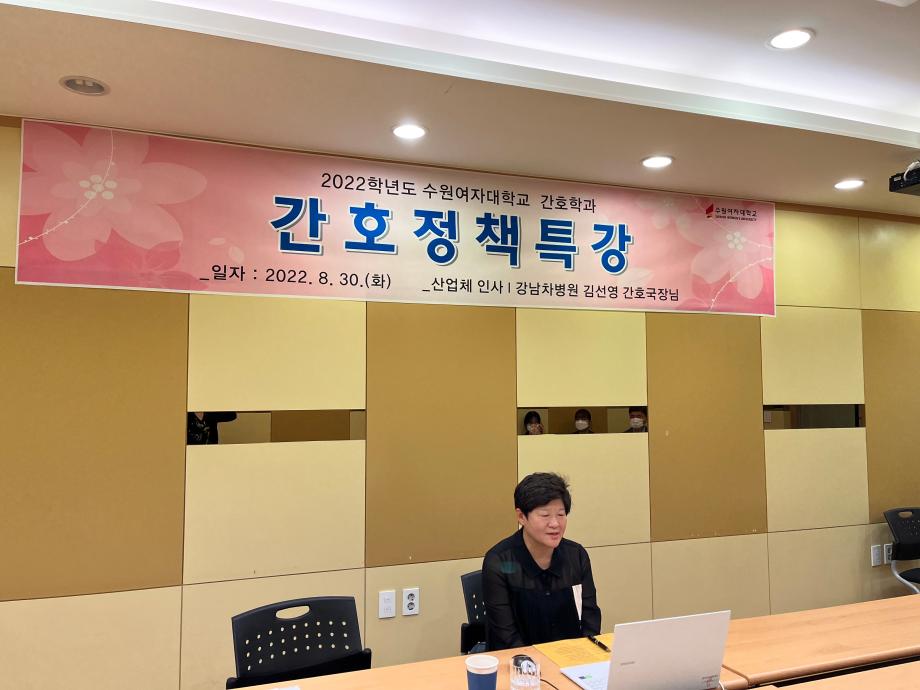 2022학년도 수원여자대학교 간호학과
수원여자대학교
SUWON WOMEN'S UNIVERSITY
간호정책특강
_일자 : 2022. 8. 30.(화) _산업체 인사 I 강남차병원 김선영 간호국장님